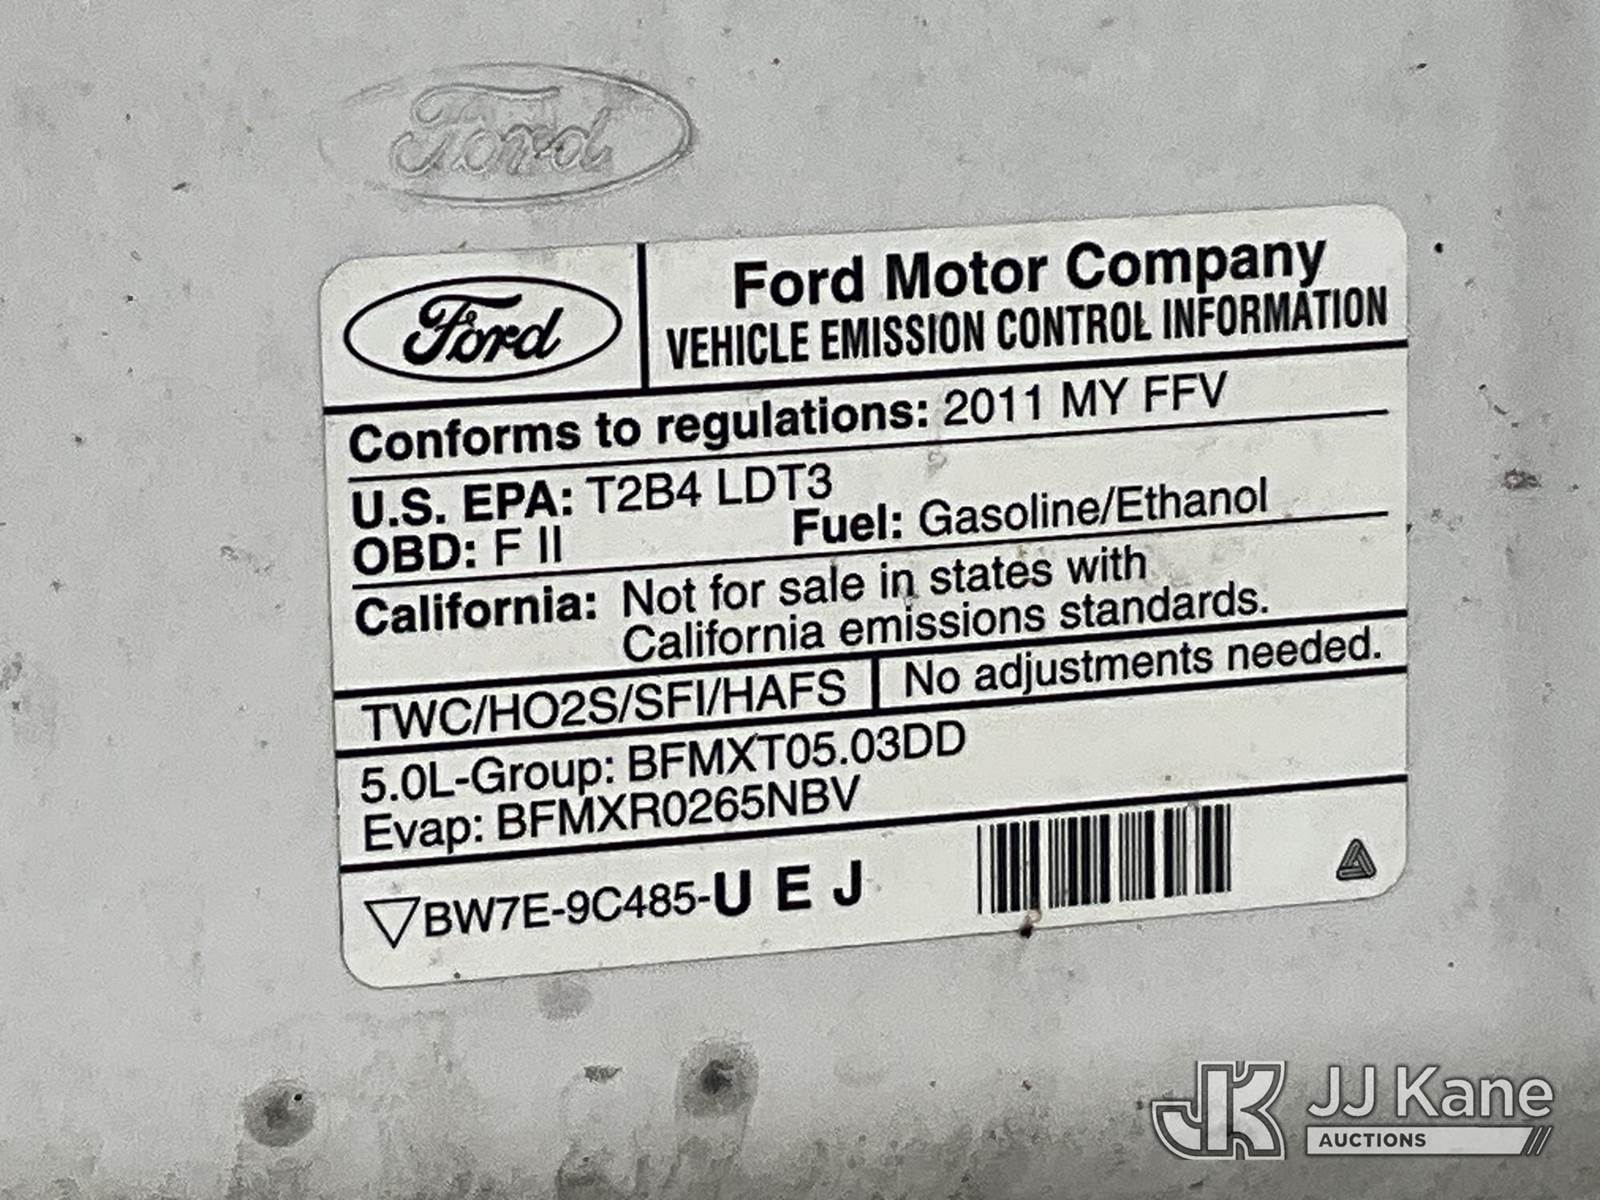 Ford
Ford
Ford Motor Company
VEHICLE EMISSION CONTROL INFORMATION
Conforms to regulations: 2011 MY FFV
U.S. EPA: T2B4 LDT3
OBD: F II Fuel: Gasoline/Ethanol
California: Not for sale in states with
California emissions standards.
TWC/HO2S/SFI/HAFS No adjustments needed.
5.0L-Group: BFMXT05.03DD
Evap: BFMXR0265NBV
▽BW7E-9C485-U E J
JK JJ Kane
AUCTIONS